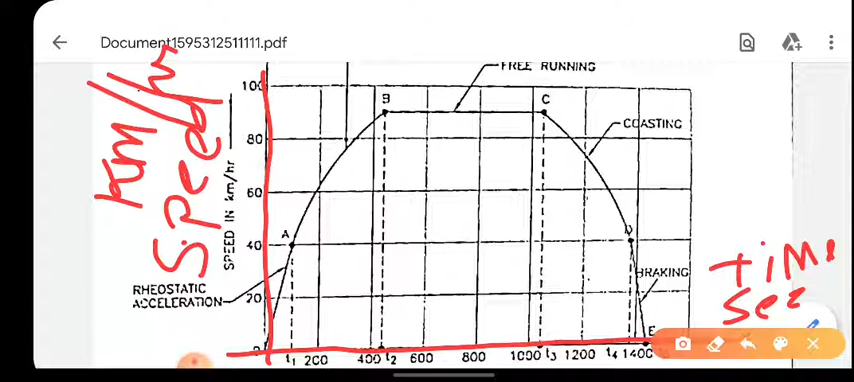 Document1595312511111.pdf
KM/hr
Speed
SPEED IN km/hr
100
80
60
40
20
0
A
B
C
D
E
FREE RUNNING
COASTING
BRAKING
RHEOSTATIC
ACCELERATION
t1 200 400 t2 600 800 1000 t3 1200 t4 1400
TiMe
Sec